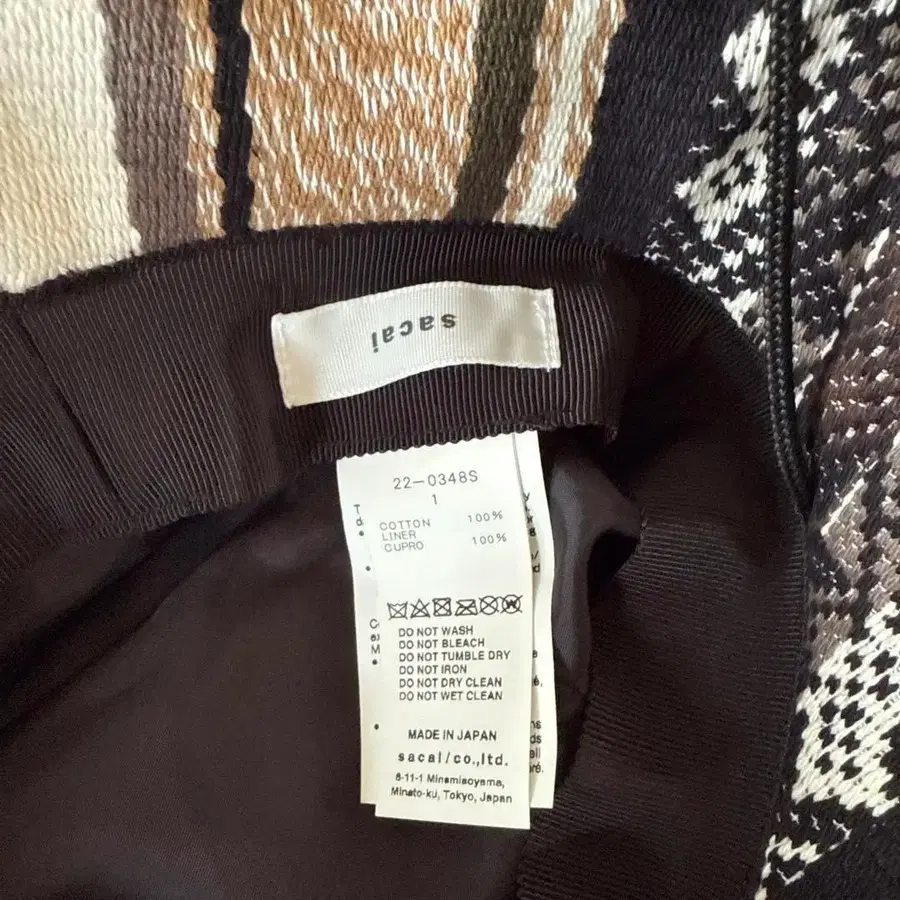 sacai
22-0348S
1
COTTON 100%
LINER
CUPRO 100%
DO NOT WASH
DO NOT BLEACH
DO NOT TUMBLE DRY
DO NOT IRON
DO NOT DRY CLEAN
DO NOT WET CLEAN
MADE IN JAPAN
sacai/co.,ltd.
6-11-1 Minamiaoyama,
Minato-ku, Tokyo, Japan